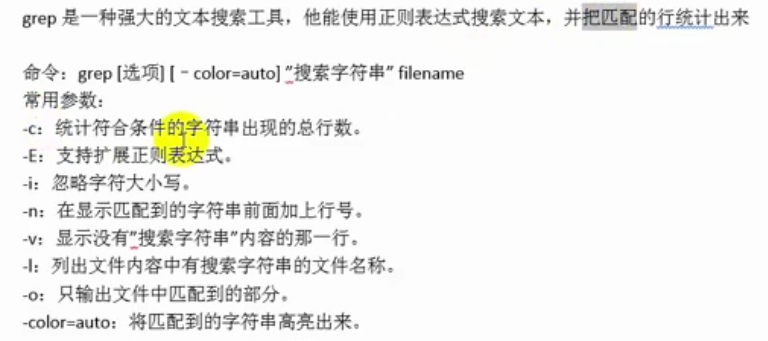 grep 是一种强大的文本搜索工具，他能使用正则表达式搜索文本，并把匹配的行统计出来
命令：grep [选项] [－color=auto] ”搜索字符串” filename
常用参数：
-c：统计符合条件的字符串出现的总行数。
-E：支持扩展正则表达式。
-i：忽略字符大小写。
-n：在显示匹配到的字符串前面加上行号。
-v：显示没有”搜索字符串”内容的那一行。
-l：列出文件内容中有搜索字符串的文件名称。
-o：只输出文件中匹配到的部分。
-color=auto：将匹配到的字符串高亮出来。